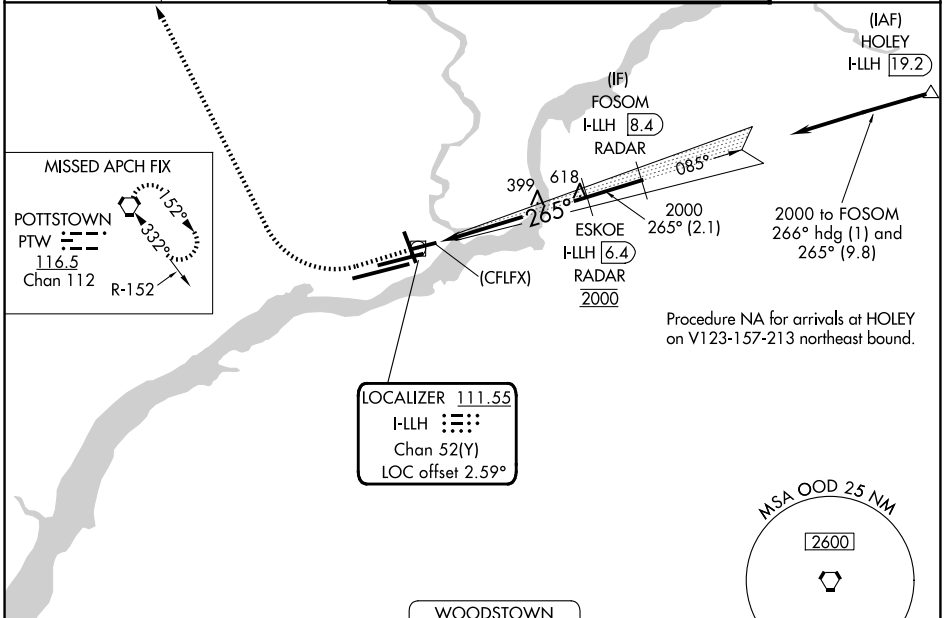 (IAF)
HOLEY
I-LLH 19.2
(IF)
FOSOM
I-LLH 8.4
RADAR
085°
399
618
265°
2000
265° (2.1)
ESKOE
I-LLH 6.4
RADAR
2000
(CFLFX)
2000 to FOSOM
266° hdg (1) and
265° (9.8)
Procedure NA for arrivals at HOLEY
on V123-157-213 northeast bound.
MISSED APCH FIX
POTTSTOWN
PTW
116.5
Chan 112
152°
332°
R-152
LOCALIZER 111.55
I-LLH
Chan 52(Y)
LOC offset 2.59°
MSA OOD 25 NM
2600
WOODSTOWN